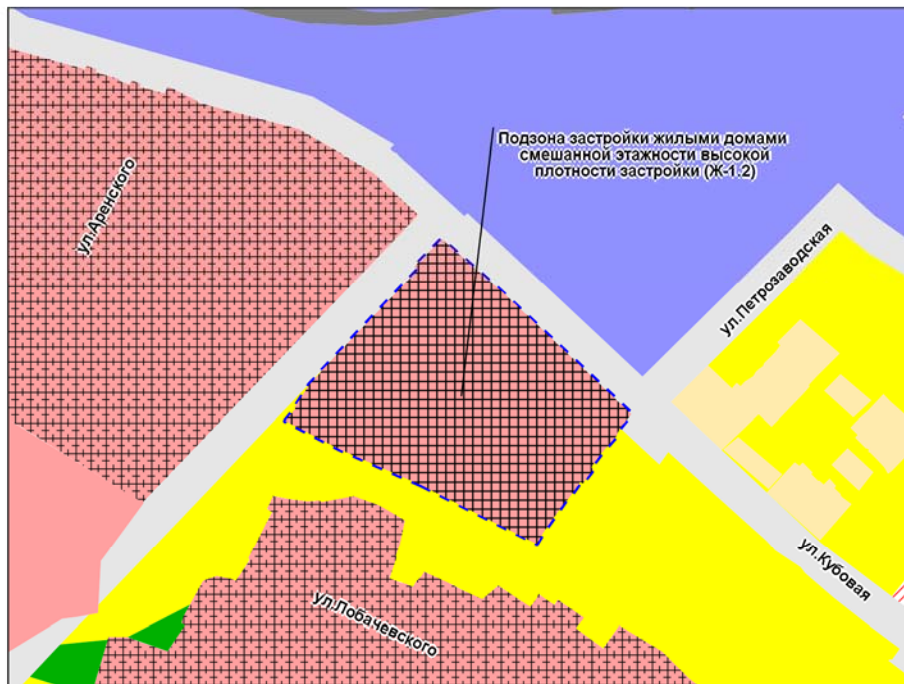 Подзона застройки жилыми домами
смешанной этажности высокой
плотности застройки (Ж-1.2)
ул.Аренского
ул.Петрозаводская
ул.Кубовая
ул.Лобачевского